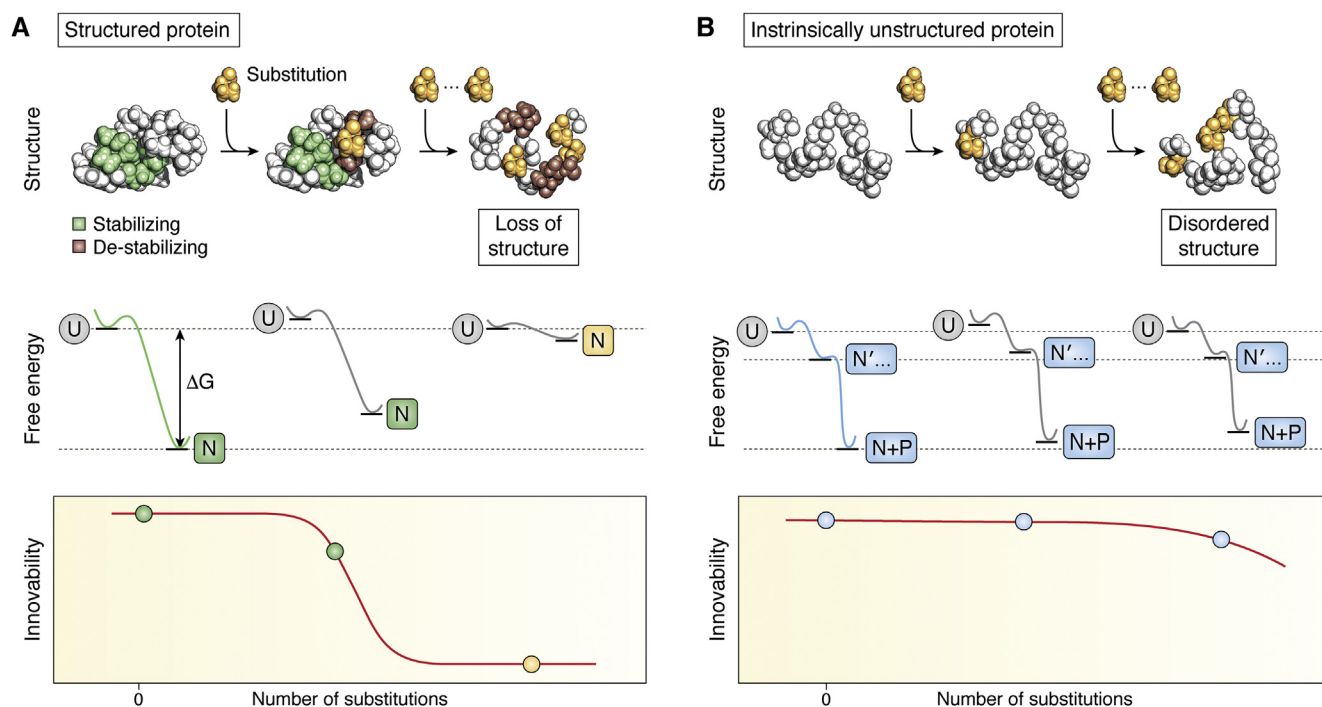 A
Structured protein
Structure
Substitution
...
Stabilizing
De-stabilizing
Loss of
structure
Free energy
U
ΔG
N
U
N
U
N
Innovability
0
Number of substitutions
B
Instrinsically unstructured protein
Structure
...
Disordered
structure
Free energy
U
N′...
N+P
U
N′...
N+P
U
N′...
N+P
Innovability
0
Number of substitutions